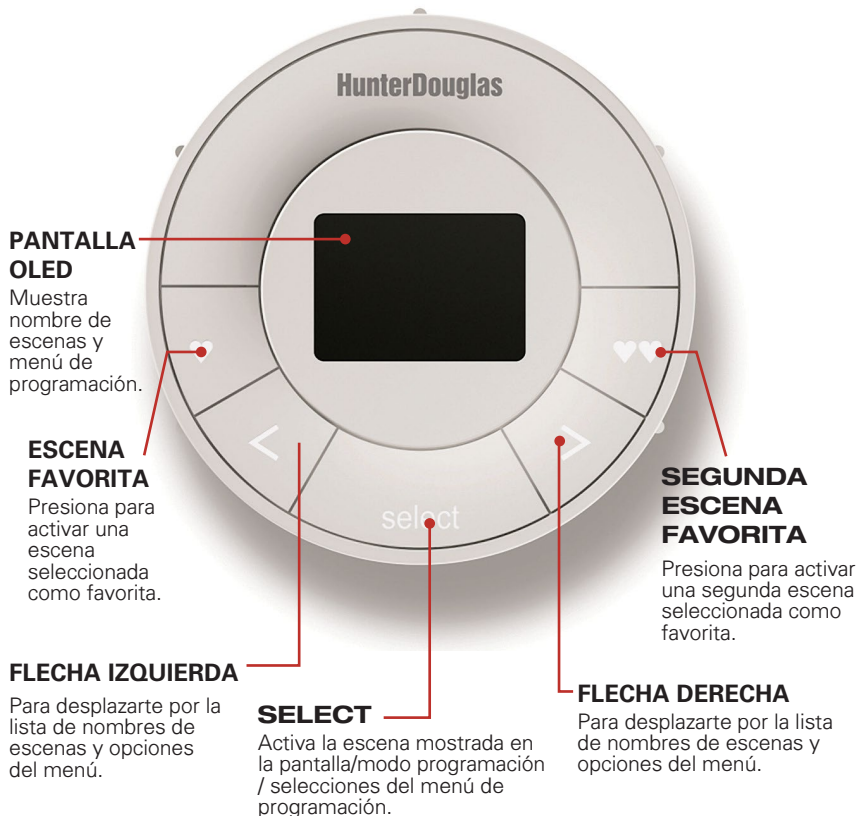 HunterDouglas
PANTALLA
OLED
Muestra
nombre de
escenas y
menú de
programación.
ESCENA
FAVORITA
Presiona para
activar una
escena
seleccionada
como favorita.
SEGUNDA
ESCENA
FAVORITA
Presiona para activar
una segunda escena
seleccionada como
favorita.
select
FLECHA IZQUIERDA
Para desplazarte por la
lista de nombres de
escenas y opciones
del menú.
SELECT
Activa la escena mostrada en
la pantalla/modo programación
/ selecciones del menú de
programación.
FLECHA DERECHA
Para desplazarte por la lista
de nombres de escenas y
opciones del menú.